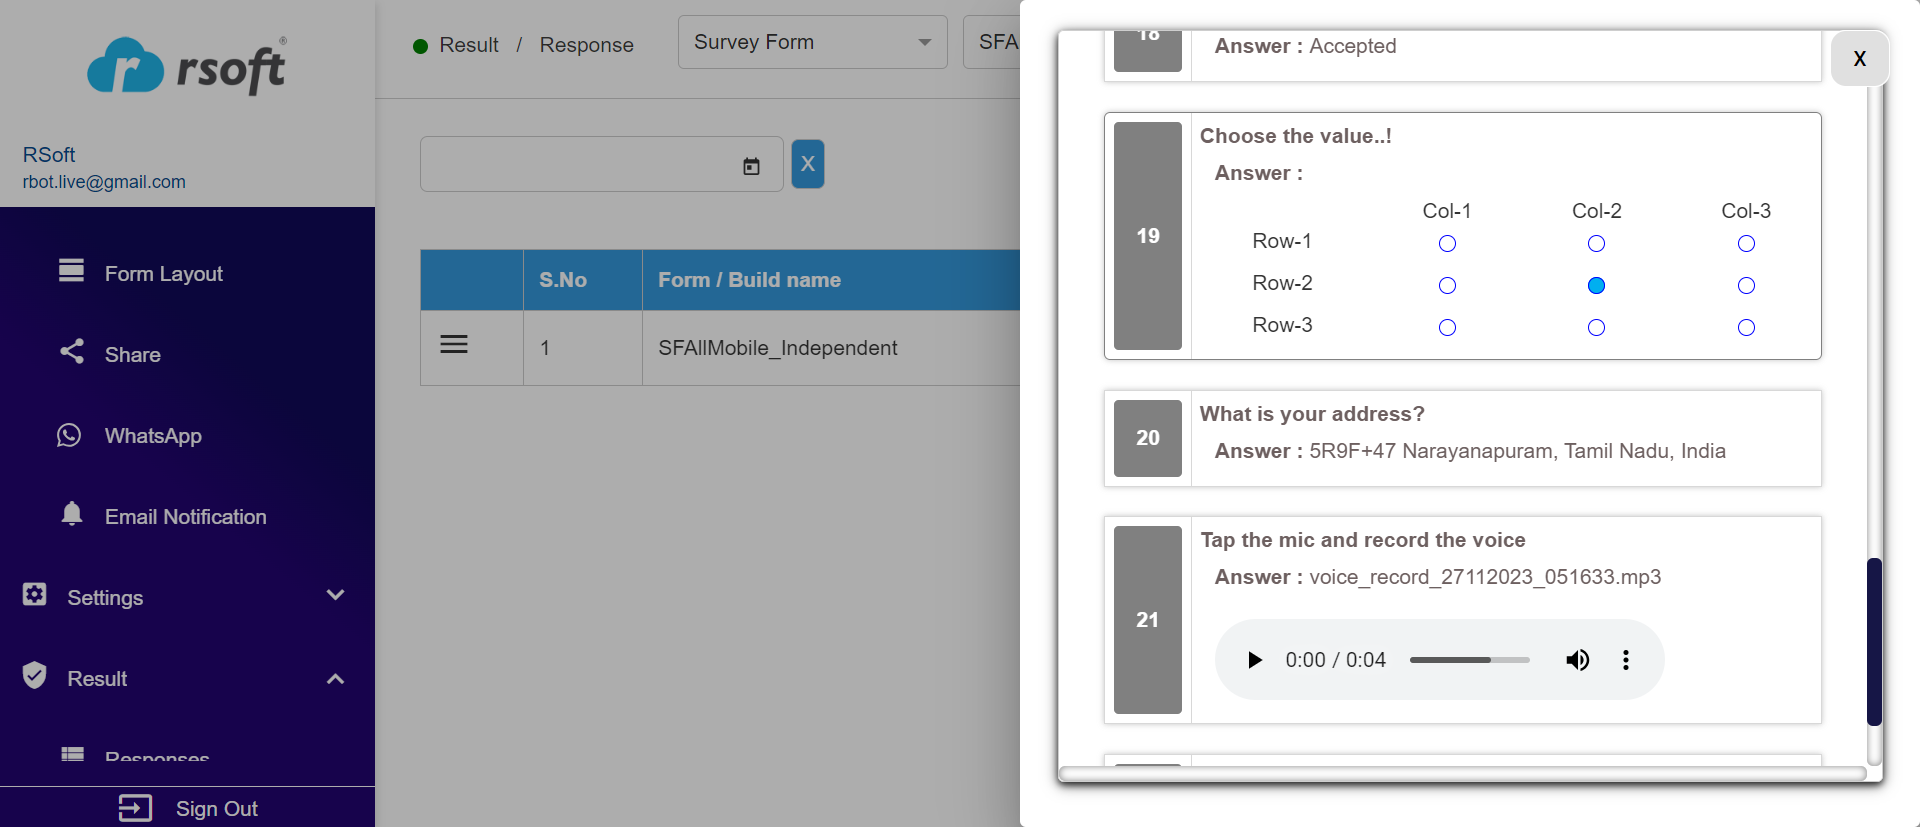 rsoft®
RSoft
rbot.live@gmail.com
Form Layout
Share
WhatsApp
Email Notification
Settings
Result
Responses
Sign Out
Result / Response
Survey Form
SFA
X
S.No Form / Build name
1 SFAllMobile_Independent
X
18
Answer : Accepted
19
Choose the value..!
Answer :
Col-1 Col-2 Col-3
Row-1
Row-2
Row-3
20
What is your address?
Answer : 5R9F+47 Narayanapuram, Tamil Nadu, India
21
Tap the mic and record the voice
Answer : voice_record_27112023_051633.mp3
0:00 / 0:04